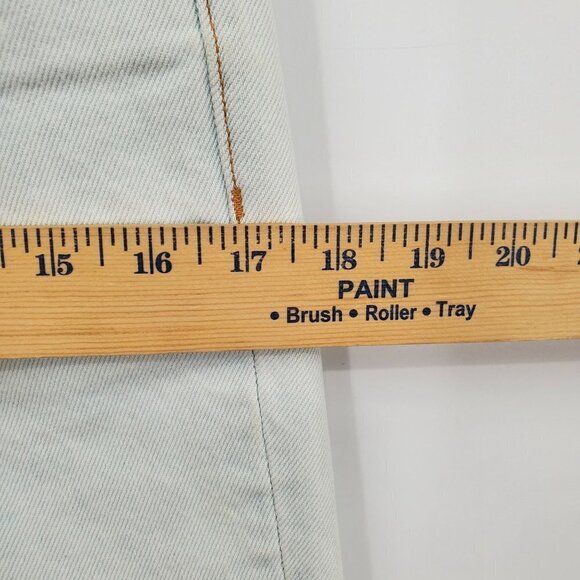 15 16 17 18 19 20
PAINT
• Brush • Roller • Tray